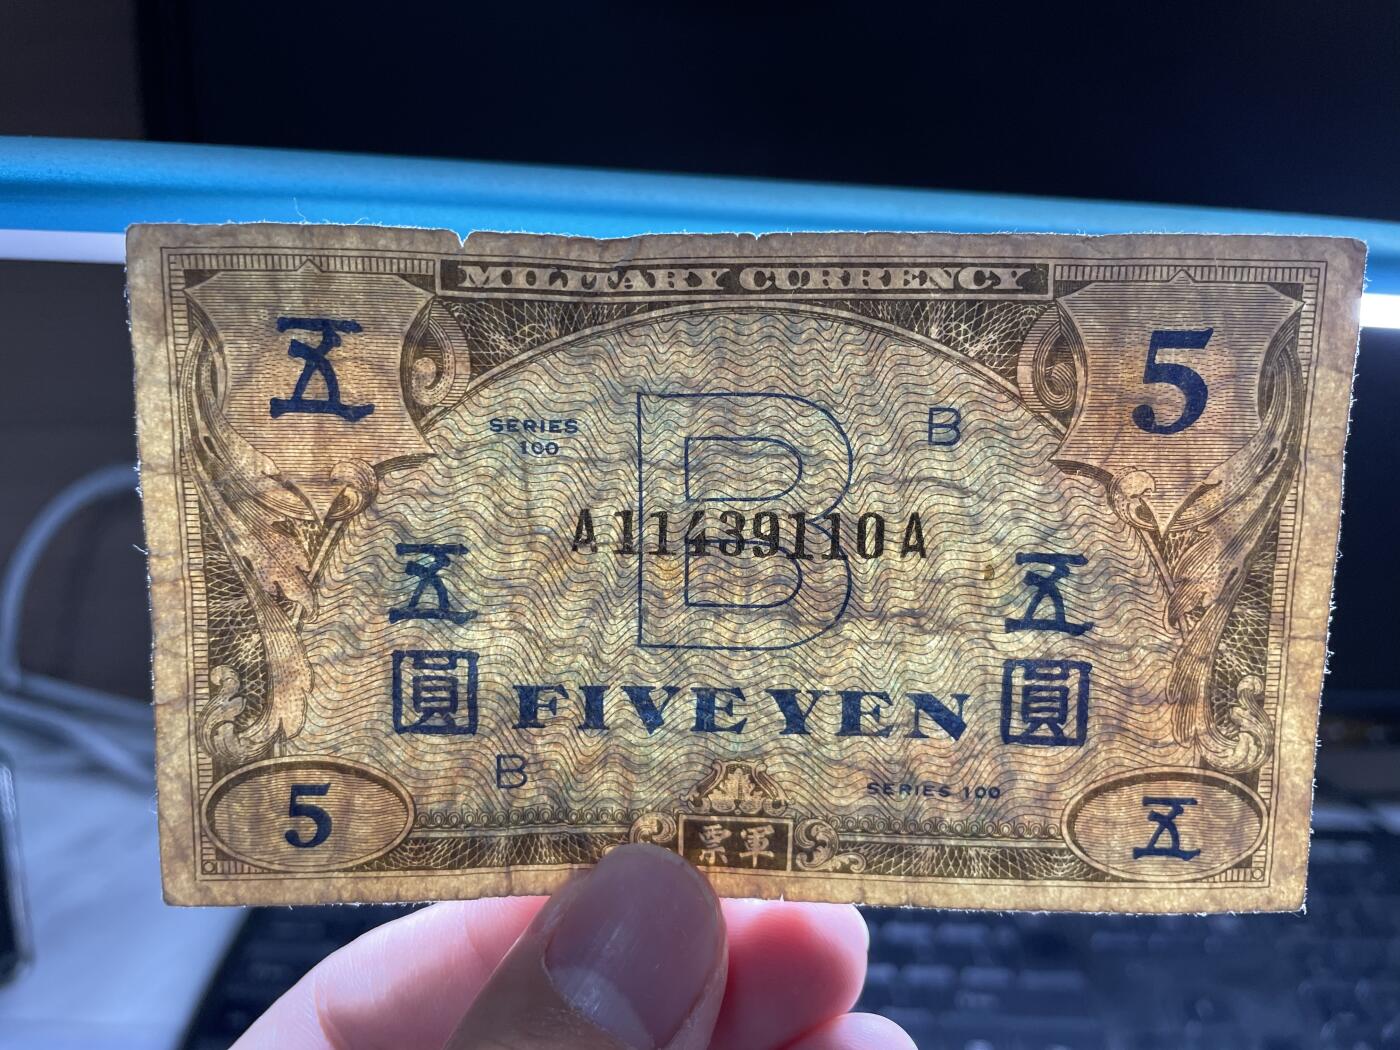 MILITARY CURRENCY
五
5
SERIES
100
B
B
A11439110A
五
圓
五
圓
FIVE YEN
B
SERIES 100
5
票軍
五